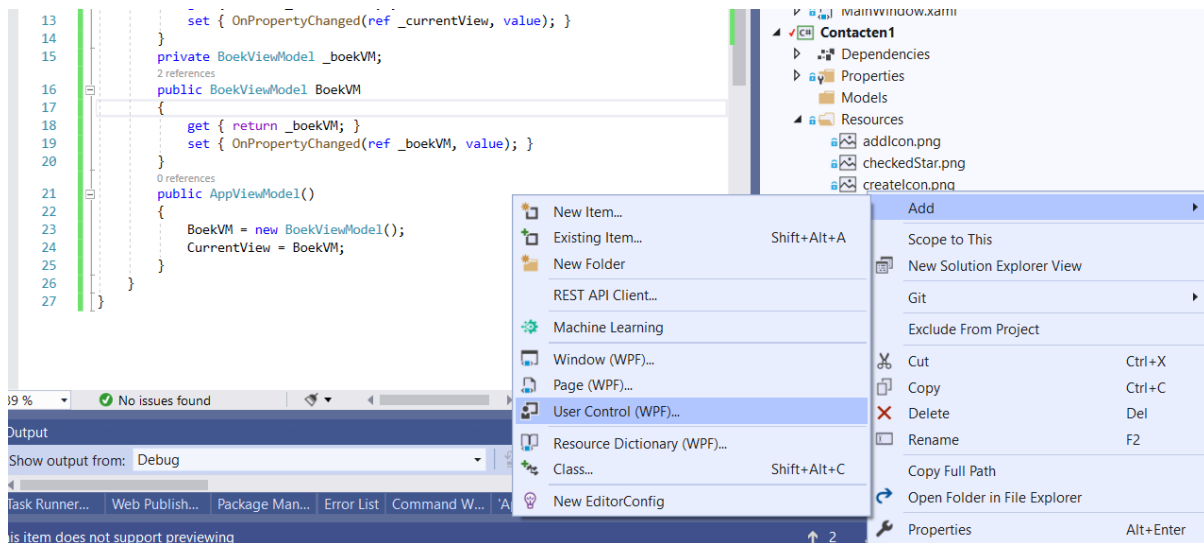 13 set { OnPropertyChanged(ref _currentView, value); }
14 }
15 private BoekViewModel _boekVM;
2 references
16 public BoekViewModel BoekVM
17 {
18 get { return _boekVM; }
19 set { OnPropertyChanged(ref _boekVM, value); }
20 }
0 references
21 public AppViewModel()
22 {
23 BoekVM = new BoekViewModel();
24 CurrentView = BoekVM;
25 }
26 }
27 }
No issues found
Output
Show output from: Debug
Task Runner... Web Publish... Package Man... Error List Command W...
item does not support previewing
2
MainWindow.xaml
C# Contacten1
Dependencies
Properties
Models
Resources
addIcon.png
checkedStar.png
createIcon.png
New Item...
Existing Item... Shift+Alt+A
New Folder
REST API Client...
Machine Learning
Window (WPF)...
Page (WPF)...
User Control (WPF)...
Resource Dictionary (WPF)...
Class... Shift+Alt+C
New EditorConfig
Add
Scope to This
New Solution Explorer View
Git
Exclude From Project
Cut Ctrl+X
Copy Ctrl+C
Delete Del
Rename F2
Copy Full Path
Open Folder in File Explorer
Properties Alt+Enter